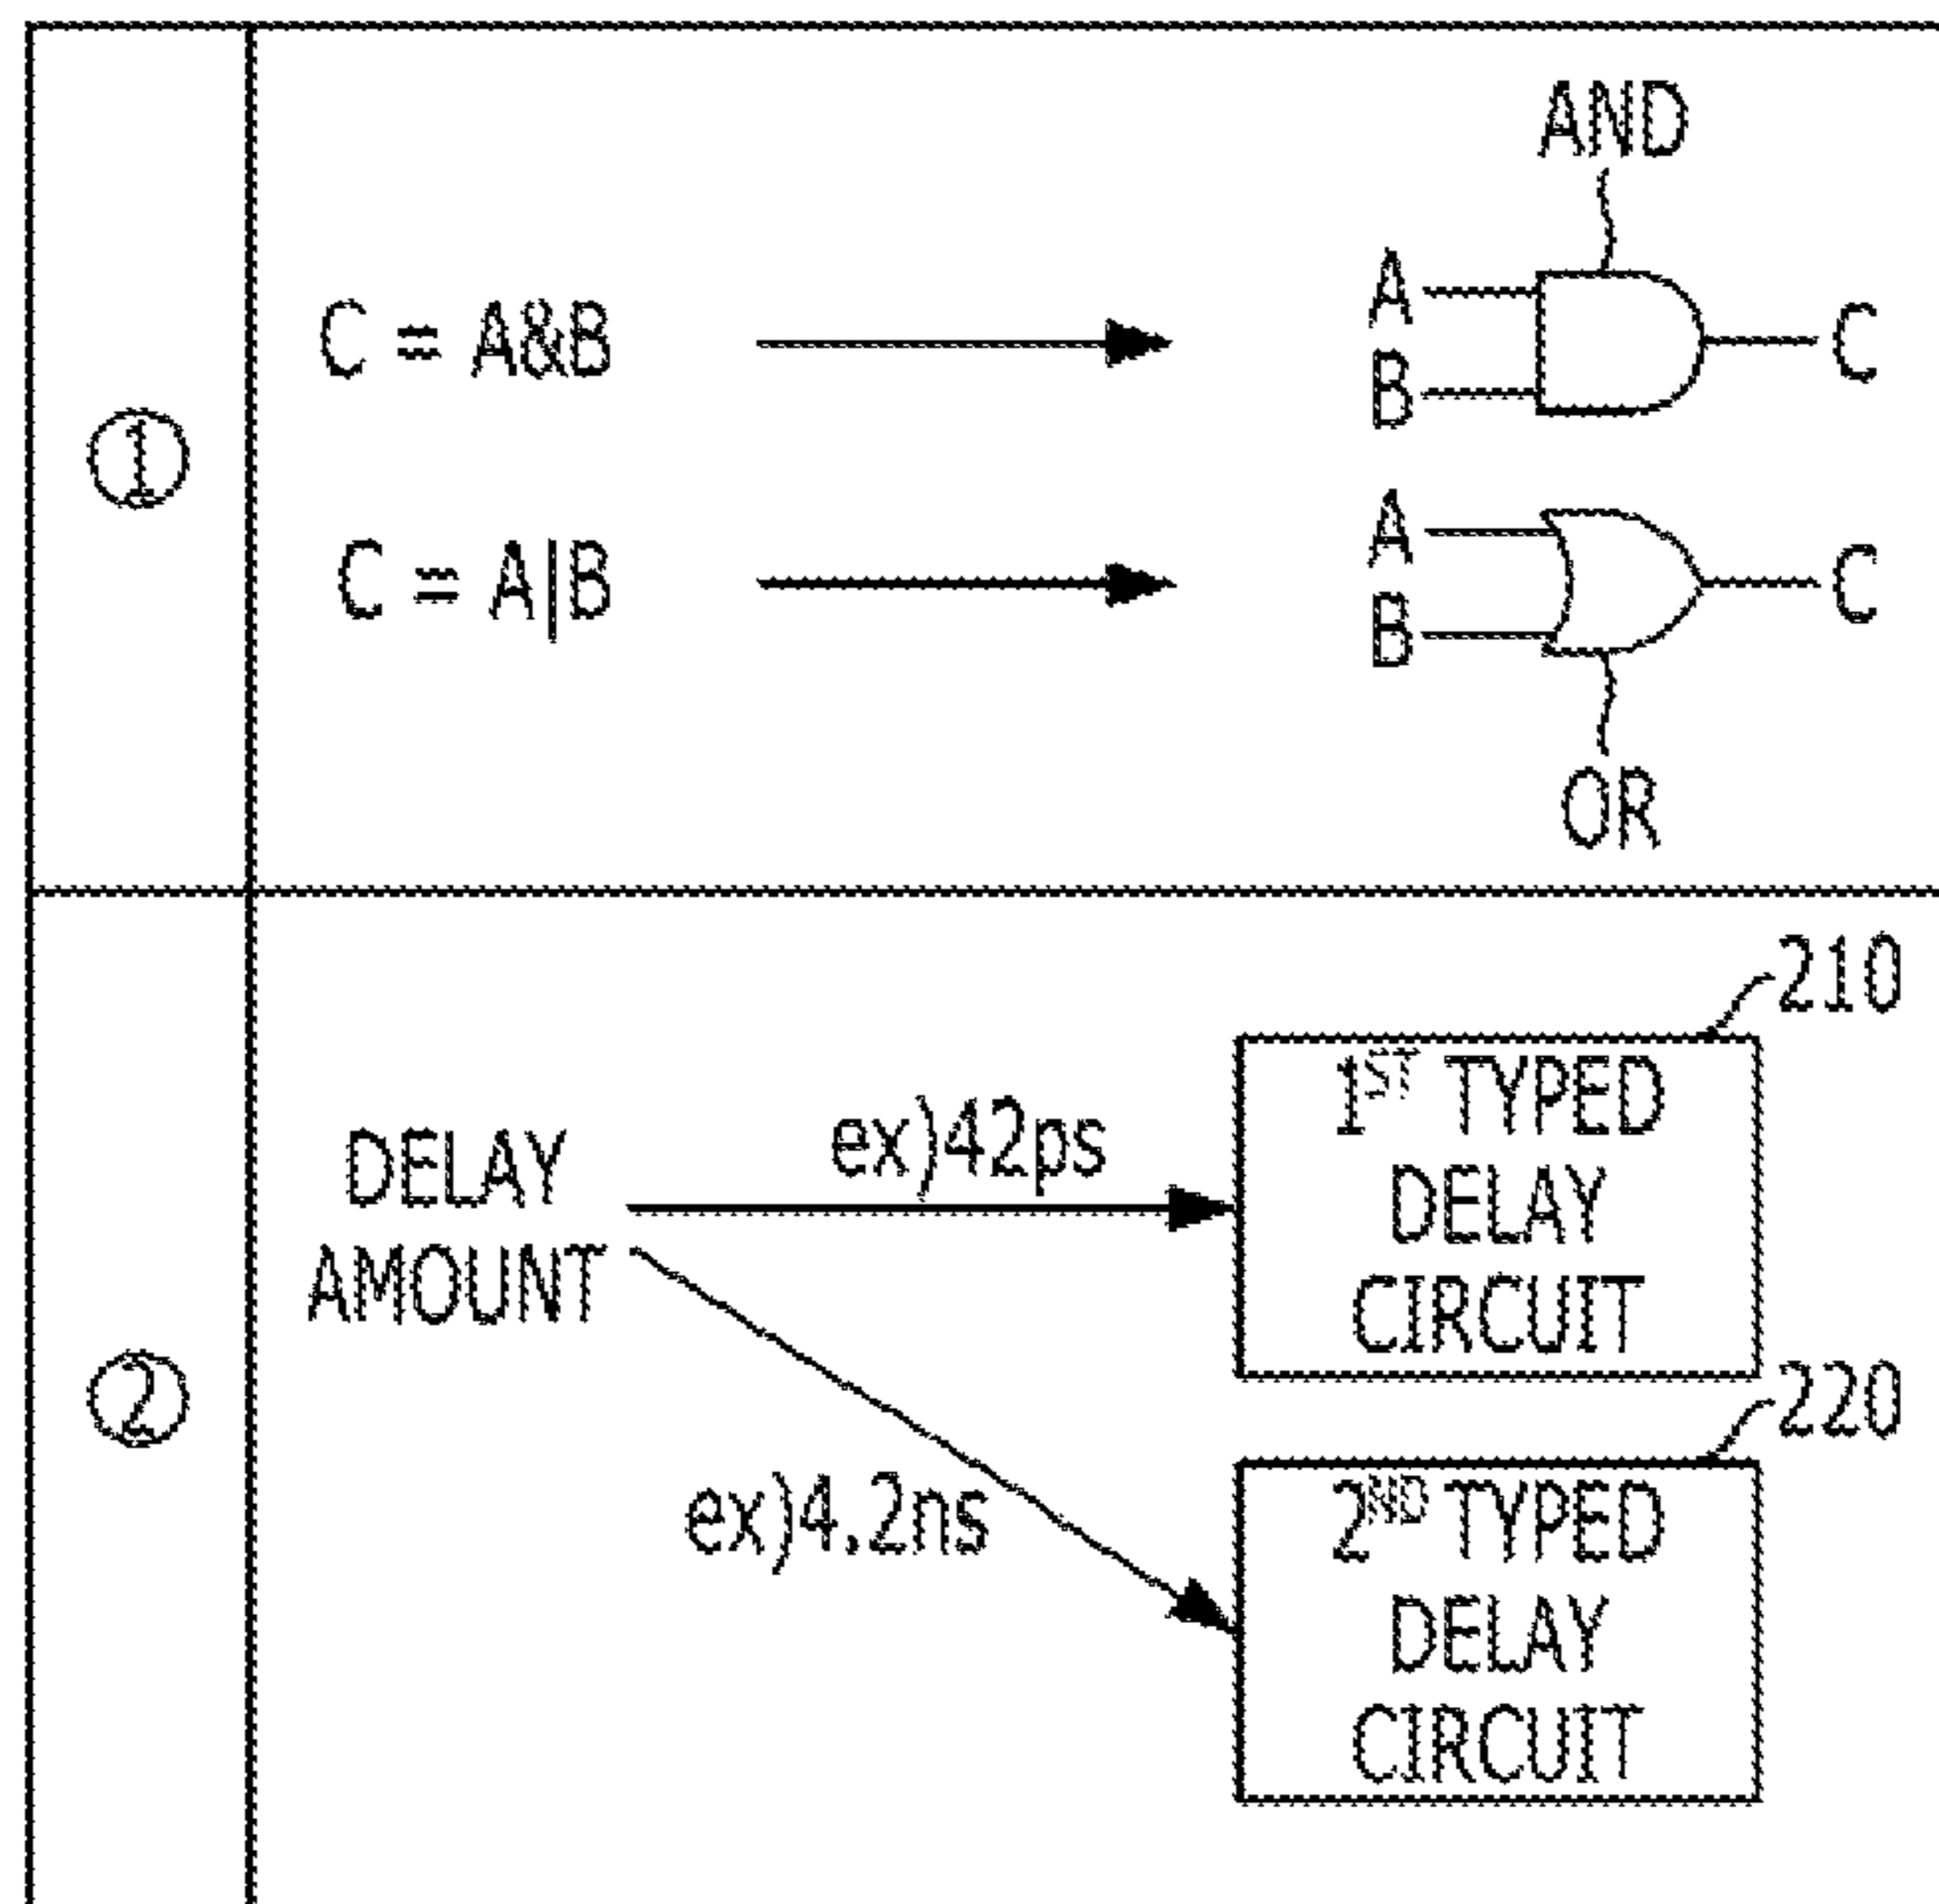 ①
C = A&B
AND
A
B
C
C = A|B
A
B
C
OR
②
DELAY
AMOUNT
ex)42ps
210
1ST TYPED
DELAY
CIRCUIT
ex)4.2ns
220
2ND TYPED
DELAY
CIRCUIT